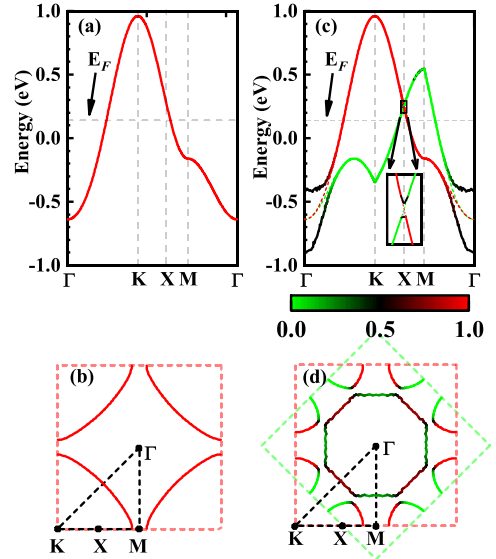 (a)
E_F
Energy (eV)
1.0
0.5
0.0
-0.5
-1.0
Γ K X M Γ
(c)
E_F
Energy (eV)
1.0
0.5
0.0
-0.5
-1.0
Γ K X M Γ
0.0 0.5 1.0
(b)
Γ
K X M
(d)
Γ
K X M